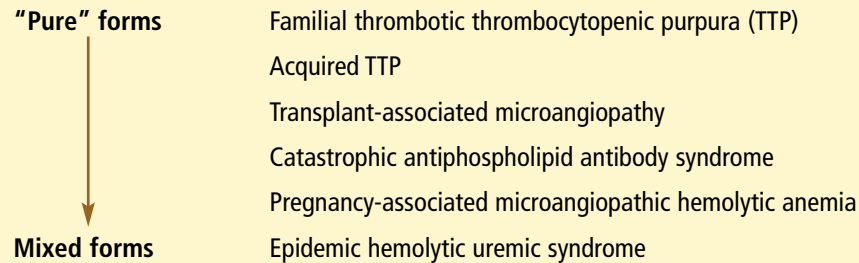 “Pure” forms Familial thrombotic thrombocytopenic purpura (TTP)
Acquired TTP
Transplant-associated microangiopathy
Catastrophic antiphospholipid antibody syndrome
Pregnancy-associated microangiopathic hemolytic anemia
Mixed forms Epidemic hemolytic uremic syndrome